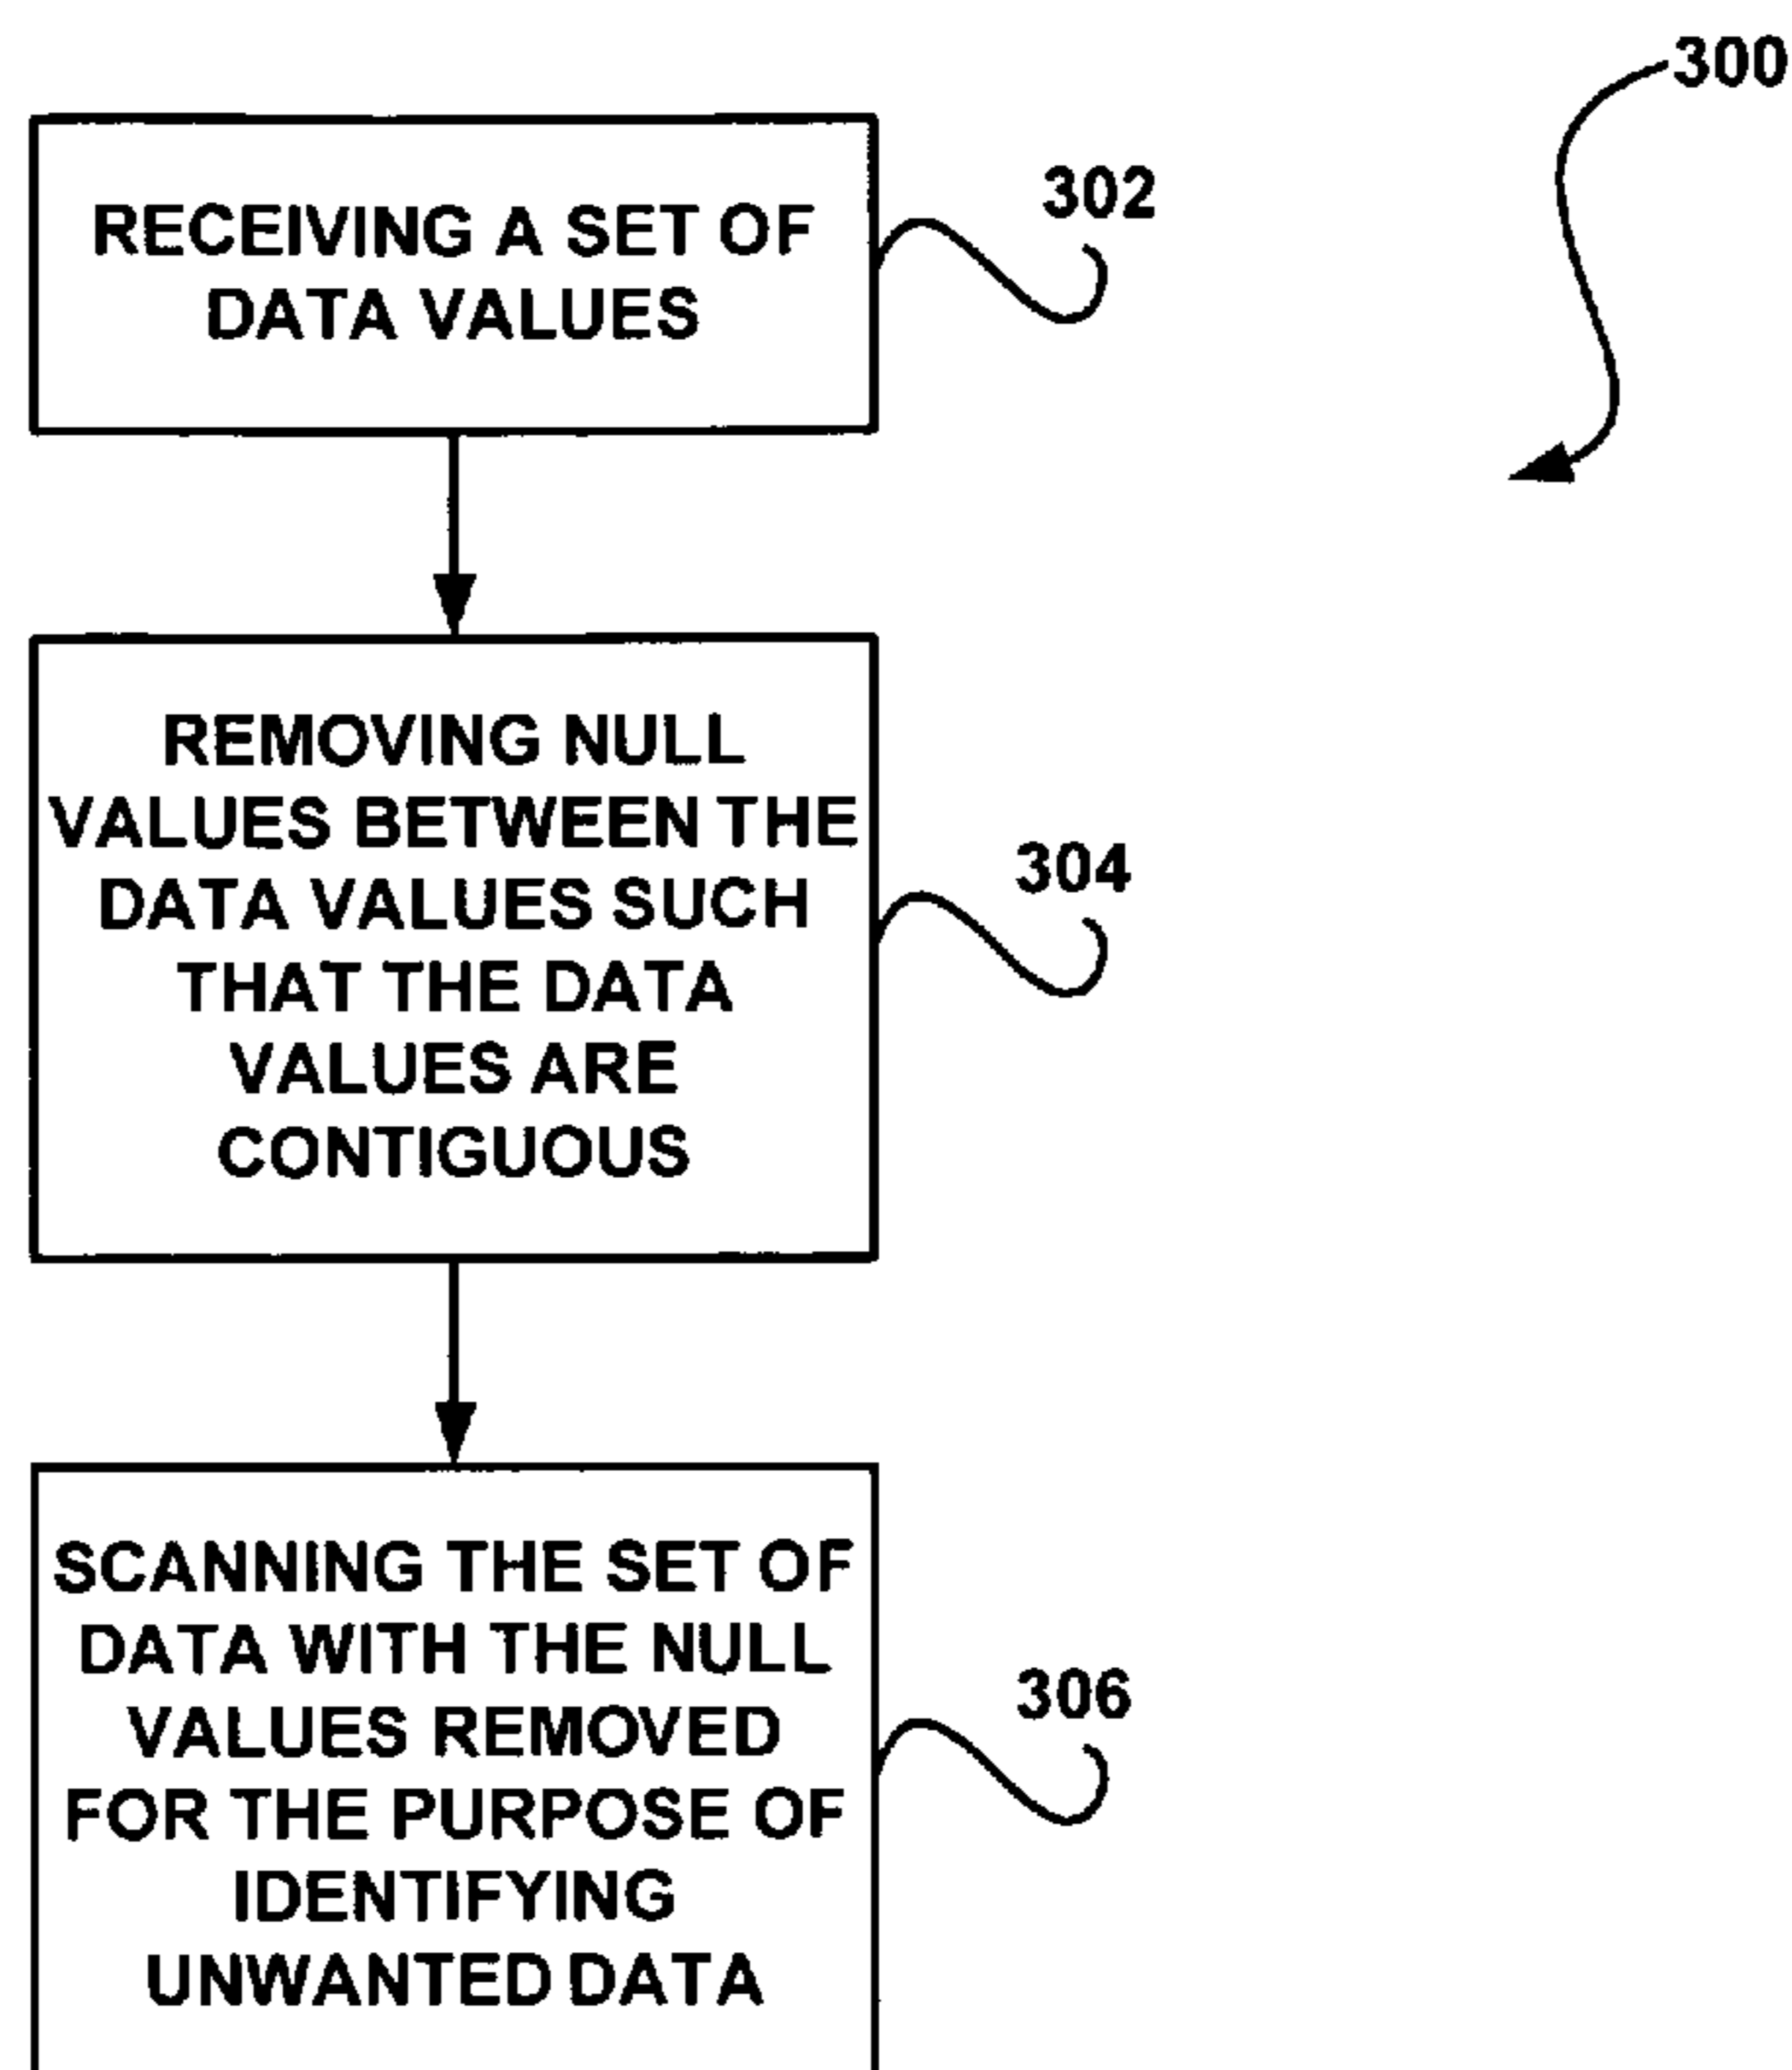 300
RECEIVING A SET OF
DATA VALUES
302
REMOVING NULL
VALUES BETWEEN THE
DATA VALUES SUCH
THAT THE DATA
VALUES ARE
CONTIGUOUS
304
SCANNING THE SET OF
DATA WITH THE NULL
VALUES REMOVED
FOR THE PURPOSE OF
IDENTIFYING
UNWANTED DATA
306